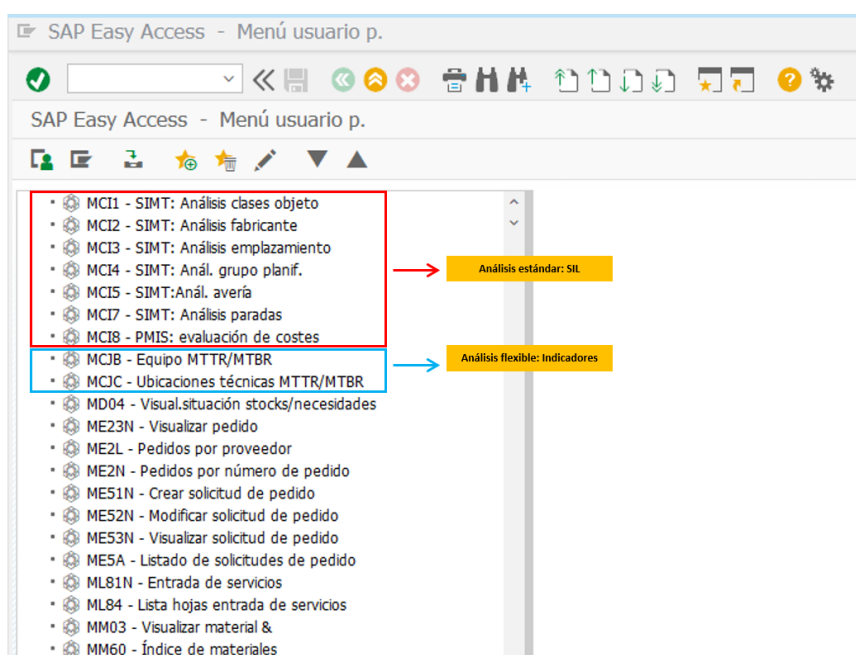 SAP Easy Access - Menú usuario p.
SAP Easy Access - Menú usuario p.
MCI1 - SIMT: Análisis clases objeto
MCI2 - SIMT: Análisis fabricante
MCI3 - SIMT: Análisis emplazamiento
MCI4 - SIMT: Anál. grupo planif.
Análisis estándar: SIL
MCI5 - SIMT:Anál. avería
MCI7 - SIMT: Análisis paradas
MCI8 - PMIS: evaluación de costes
MCJB - Equipo MTTR/MTBR
Análisis flexible: Indicadores
MCJC - Ubicaciones técnicas MTTR/MTBR
MD04 - Visual.situación stocks/necesidades
ME23N - Visualizar pedido
ME2L - Pedidos por proveedor
ME2N - Pedidos por número de pedido
ME51N - Crear solicitud de pedido
ME52N - Modificar solicitud de pedido
ME53N - Visualizar solicitud de pedido
ME5A - Listado de solicitudes de pedido
ML81N - Entrada de servicios
ML84 - Lista hojas entrada de servicios
MM03 - Visualizar material &
MM60 - Índice de materiales